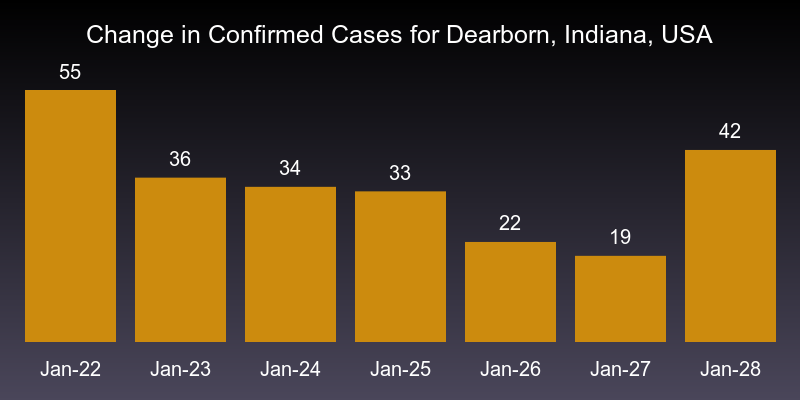 Change in Confirmed Cases for Dearborn, Indiana, USA
55
36
34
33
22
19
42
Jan-22
Jan-23
Jan-24
Jan-25
Jan-26
Jan-27
Jan-28